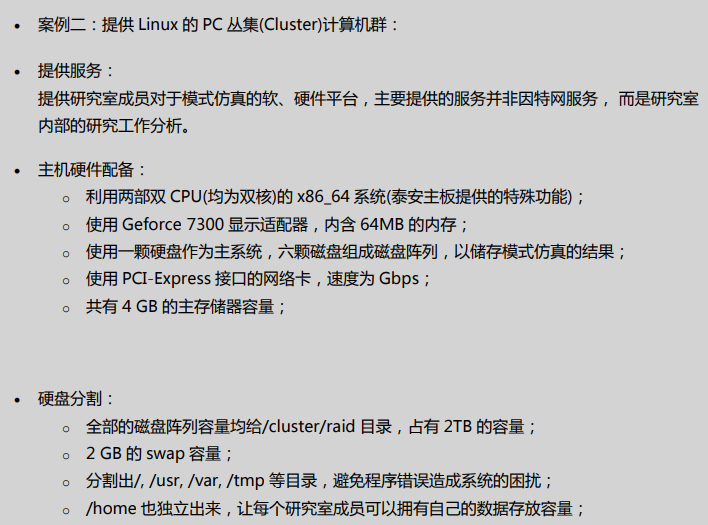 • 案例二：提供 Linux 的 PC 丛集(Cluster)计算机群：
• 提供服务：
提供研究室成员对于模式仿真的软、硬件平台，主要提供的服务并非因特网服务， 而是研究室
内部的研究工作分析。
• 主机硬件配备：
○ 利用两部双 CPU(均为双核)的 x86_64 系统(泰安主板提供的特殊功能)；
○ 使用 Geforce 7300 显示适配器，内含 64MB 的内存；
○ 使用一颗硬盘作为主系统，六颗磁盘组成磁盘阵列，以储存模式仿真的结果；
○ 使用 PCI-Express 接口的网络卡，速度为 Gbps；
○ 共有 4 GB 的主存储器容量；
• 硬盘分割：
○ 全部的磁盘阵列容量均给/cluster/raid 目录，占有 2TB 的容量；
○ 2 GB 的 swap 容量；
○ 分割出/, /usr, /var, /tmp 等目录，避免程序错误造成系统的困扰；
○ /home 也独立出来，让每个研究室成员可以拥有自己的数据存放容量；